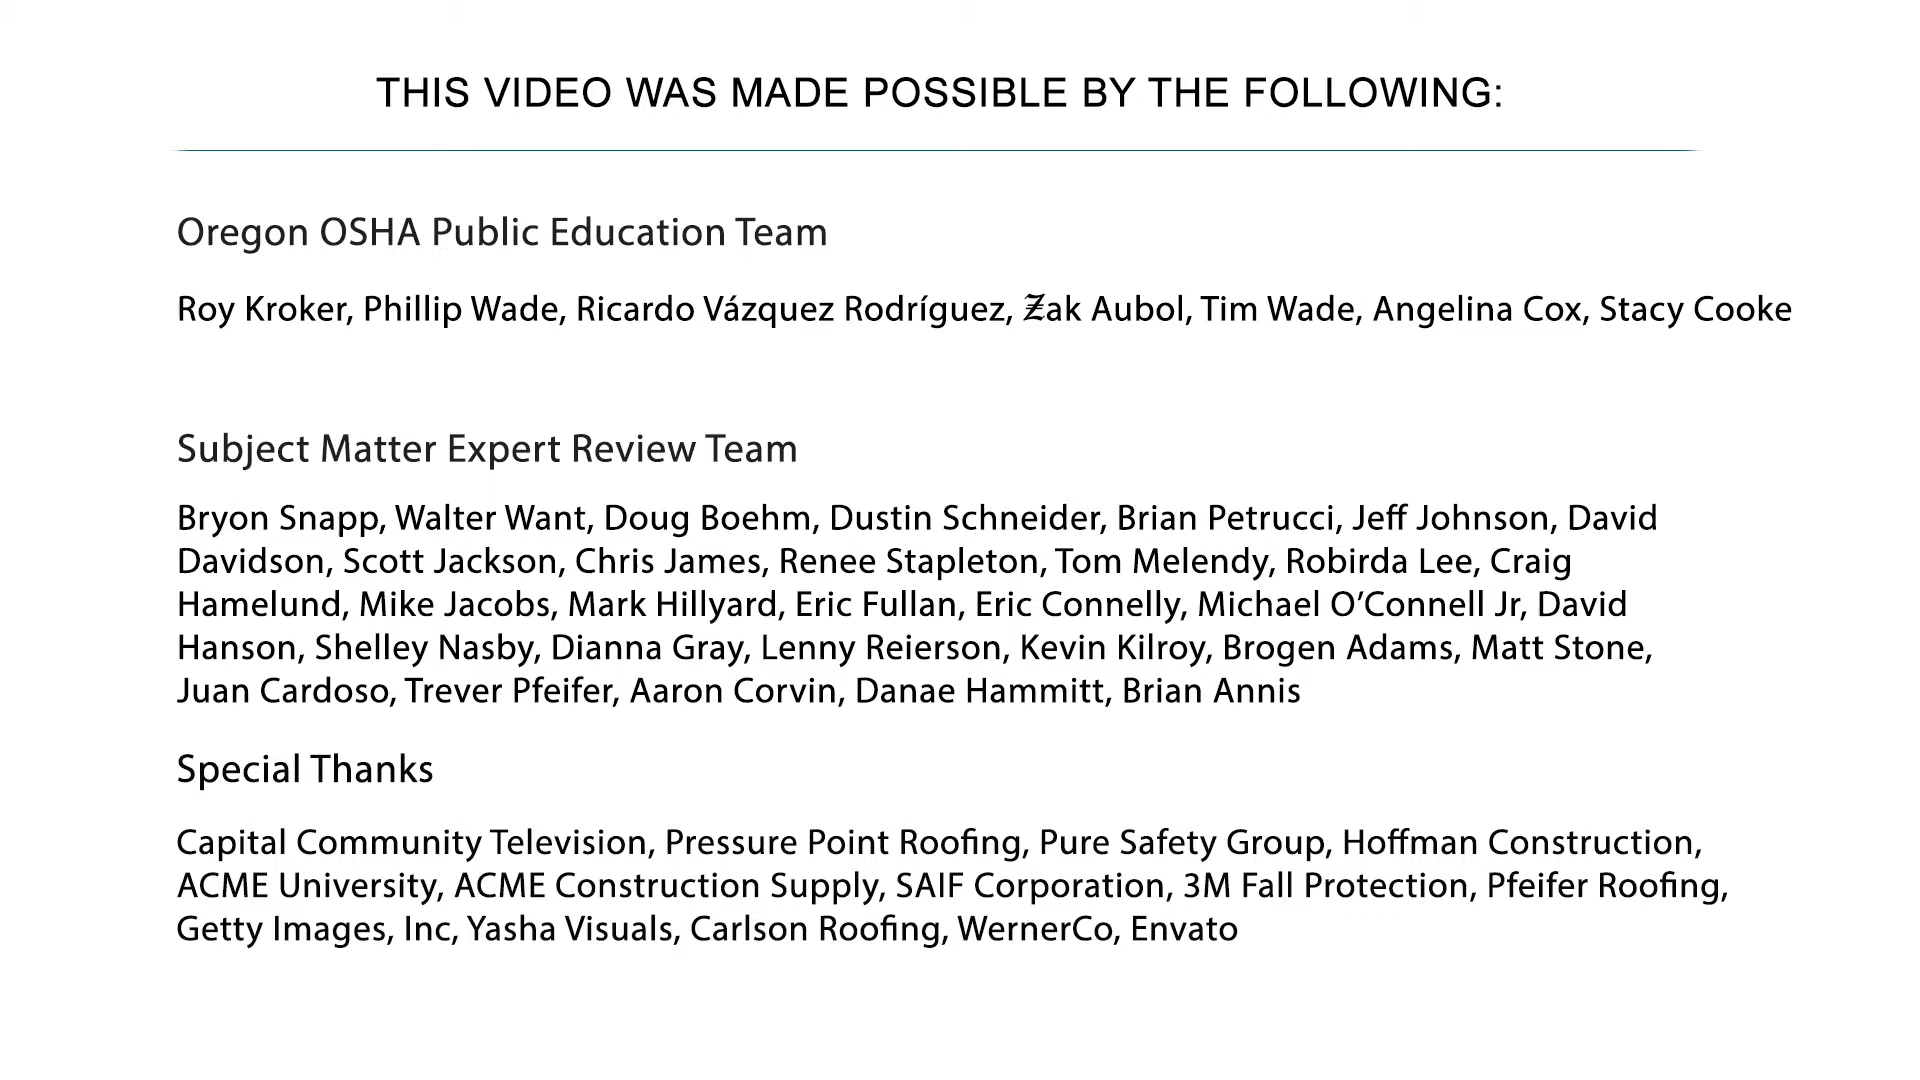 THIS VIDEO WAS MADE POSSIBLE BY THE FOLLOWING:
Oregon OSHA Public Education Team
Roy Kroker, Phillip Wade, Ricardo Vázquez Rodríguez, Zak Aubol, Tim Wade, Angelina Cox, Stacy Cooke
Subject Matter Expert Review Team
Bryon Snapp, Walter Want, Doug Boehm, Dustin Schneider, Brian Petrucci, Jeff Johnson, David
Davidson, Scott Jackson, Chris James, Renee Stapleton, Tom Melendy, Robirda Lee, Craig
Hamelund, Mike Jacobs, Mark Hillyard, Eric Fullan, Eric Connelly, Michael O’Connell Jr, David
Hanson, Shelley Nasby, Dianna Gray, Lenny Reierson, Kevin Kilroy, Brogen Adams, Matt Stone,
Juan Cardoso, Trever Pfeifer, Aaron Corvin, Danae Hammitt, Brian Annis
Special Thanks
Capital Community Television, Pressure Point Roofing, Pure Safety Group, Hoffman Construction,
ACME University, ACME Construction Supply, SAIF Corporation, 3M Fall Protection, Pfeifer Roofing,
Getty Images, Inc, Yasha Visuals, Carlson Roofing, WernerCo, Envato